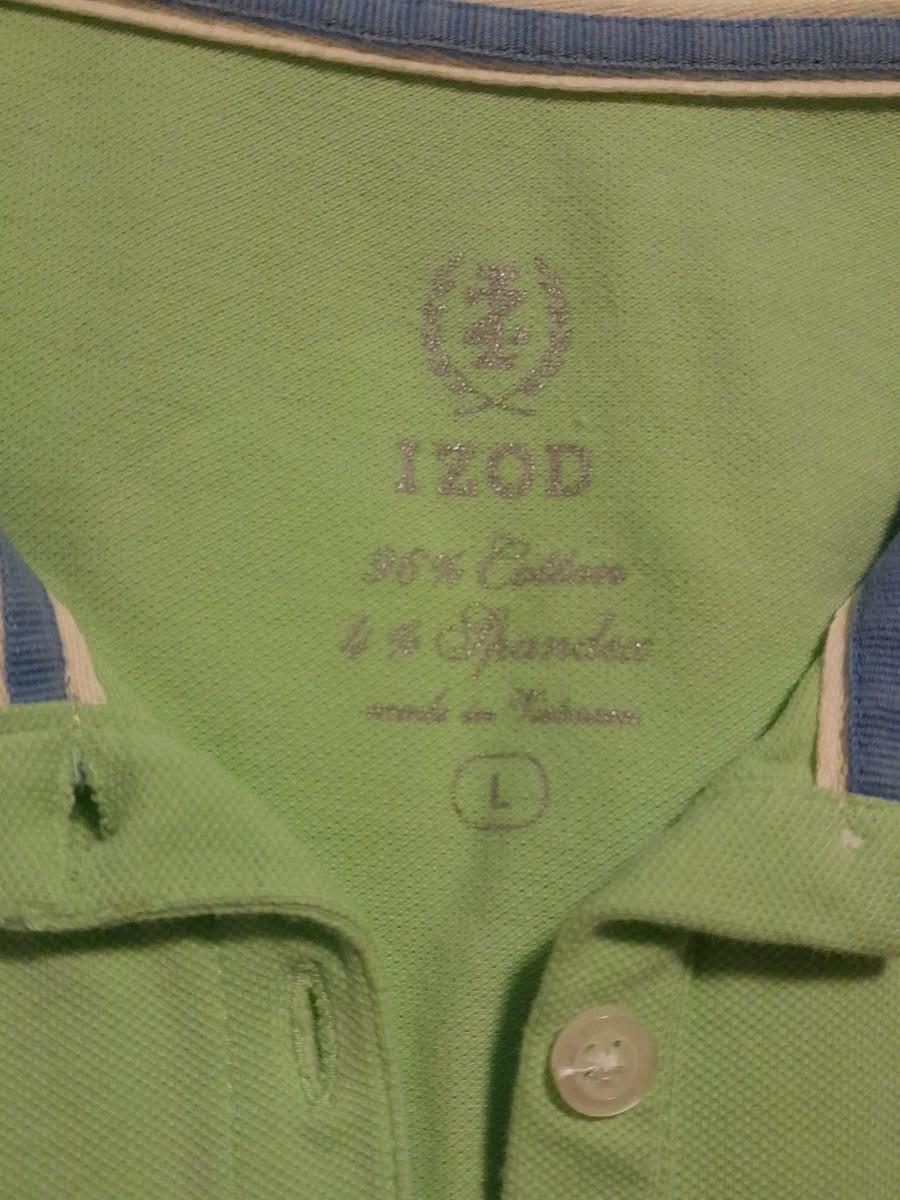 IZOD
96% Cotton
4% Spandex
made in Vietnam
L